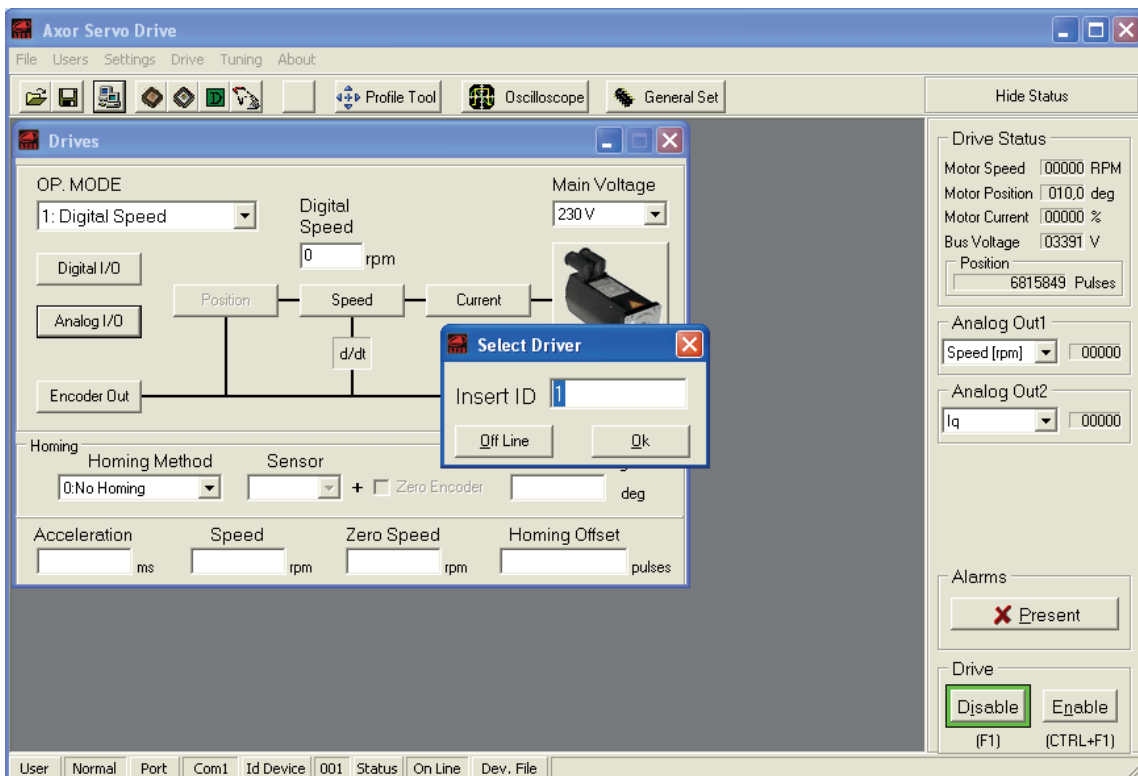 Axor Servo Drive
File Users Settings Drive Tuning About
Profile Tool Oscilloscope General Set Hide Status
Drives
OP. MODE
1: Digital Speed
Digital
Speed
0 rpm
Main Voltage
230 V
Digital I/O
Analog I/O
Encoder Out
Position Speed Current
d/dt
Select Driver
Insert ID 1
Off Line Ok
Homing
Homing Method Sensor
0:No Homing + Zero Encoder deg
Acceleration Speed Zero Speed Homing Offset
ms rpm rpm pulses
Drive Status
Motor Speed 00000 RPM
Motor Position 010,0 deg
Motor Current 00000 %
Bus Voltage 03391 V
Position
6815849 Pulses
Analog Out1
Speed [rpm] 00000
Analog Out2
Iq 00000
Alarms
Present
Drive
Disable Enable
(F1) (CTRL+F1)
User Normal Port Com1 Id Device 001 Status On Line Dev. File